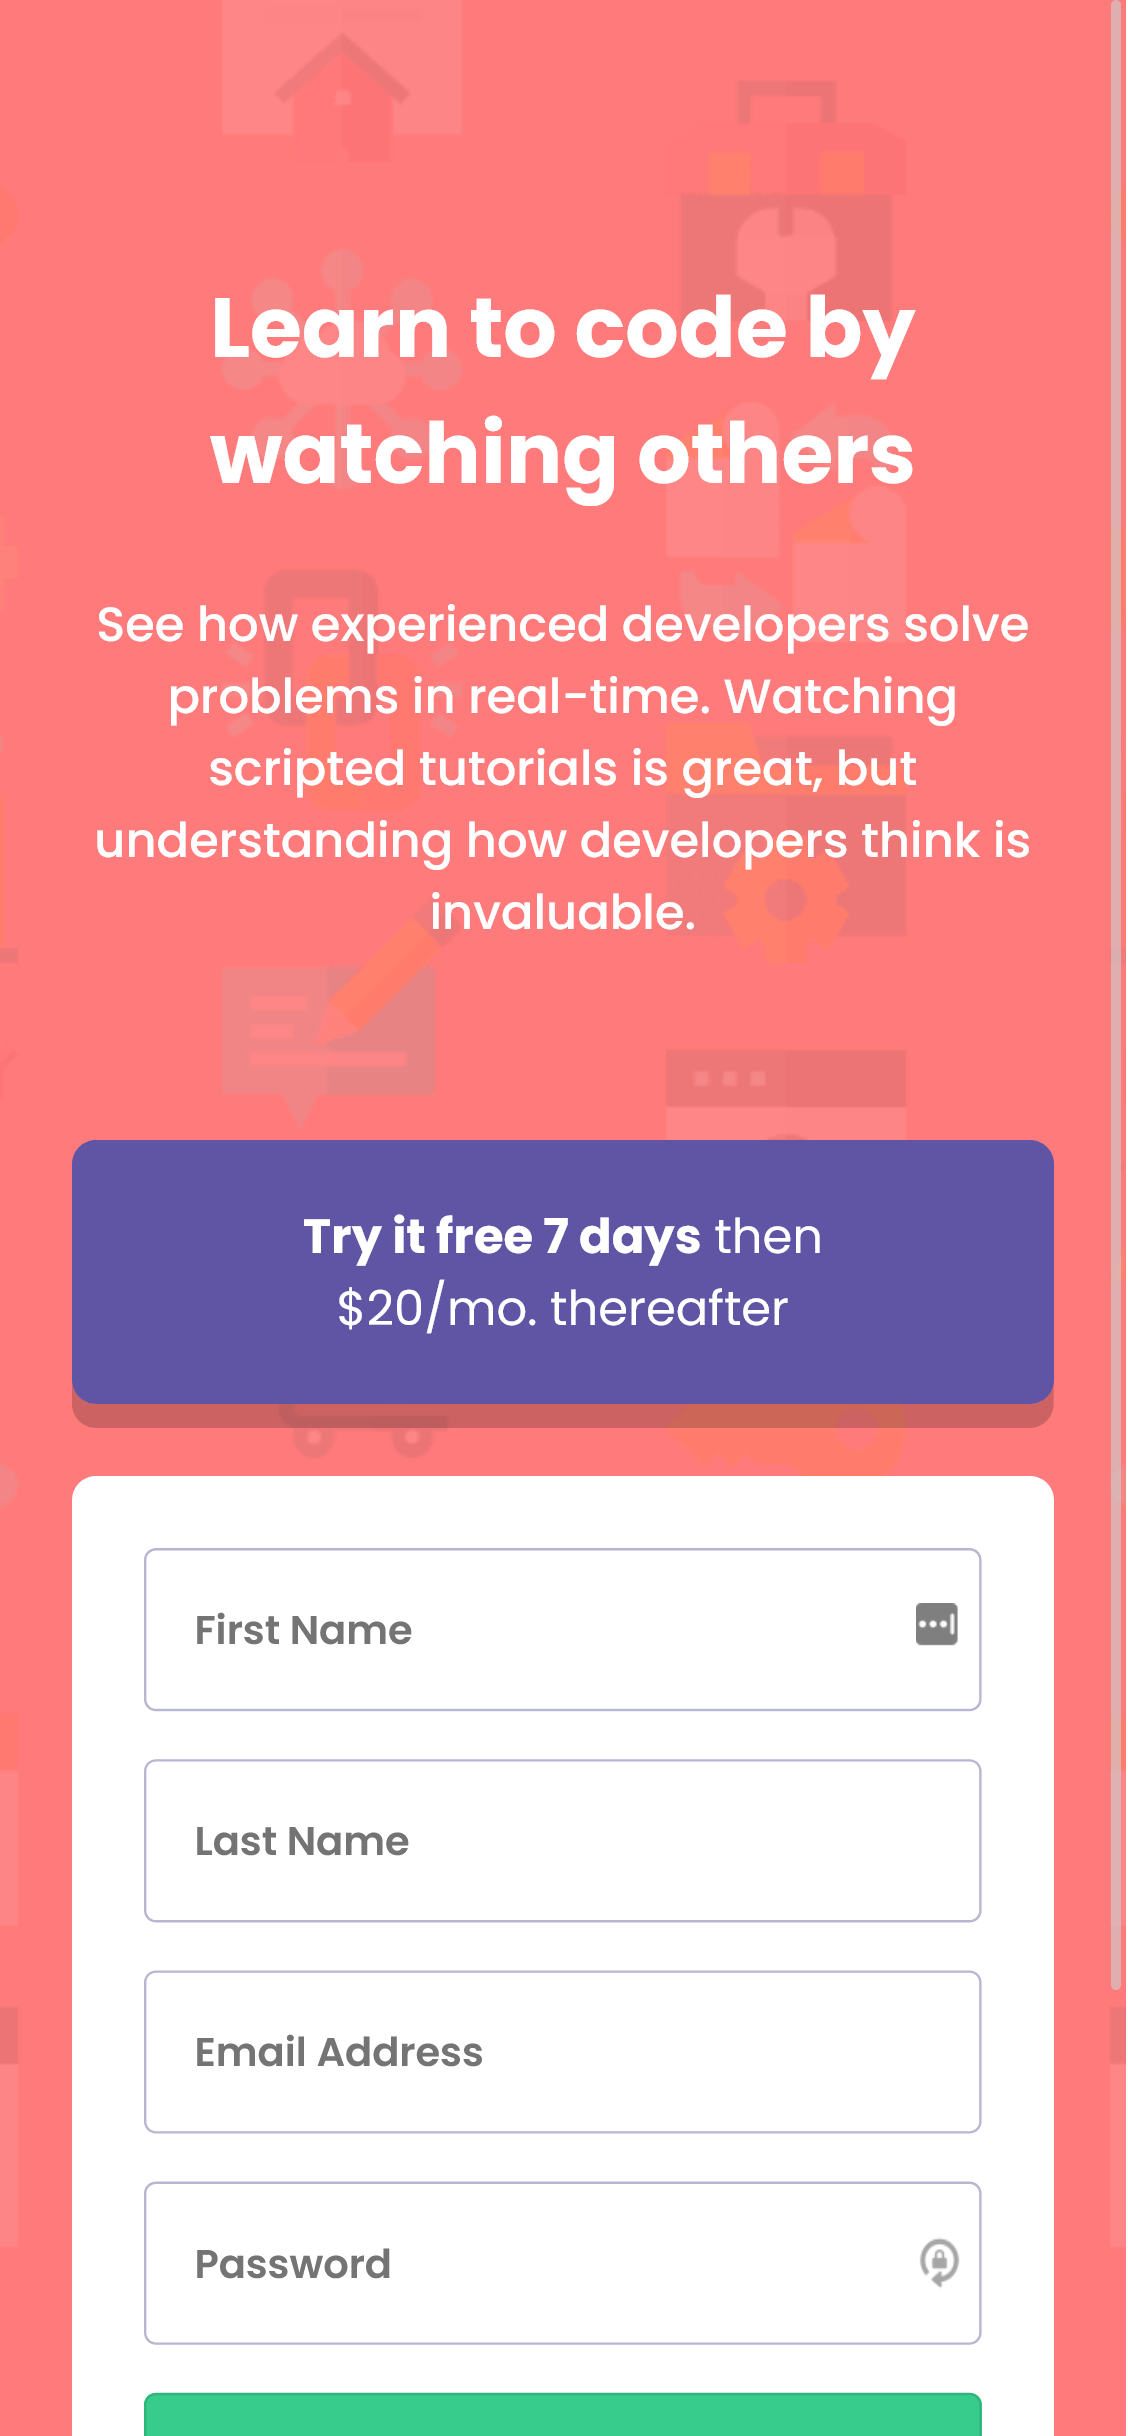 Learn to code by
watching others
See how experienced developers solve
problems in real-time. Watching
scripted tutorials is great, but
understanding how developers think is
invaluable.
Try it free 7 days then
$20/mo. thereafter
First Name
Last Name
Email Address
Password